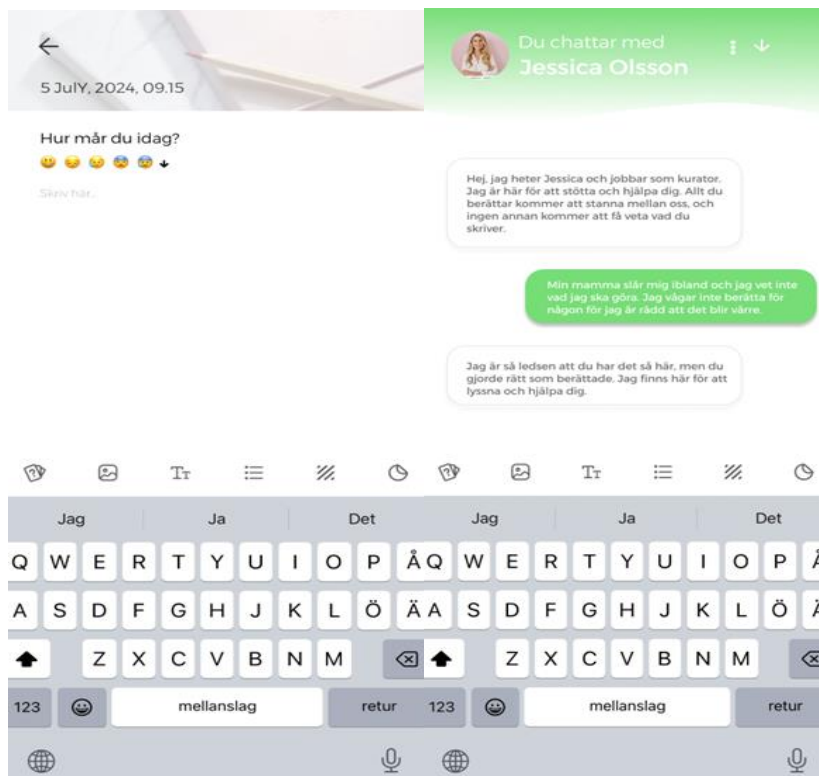 5 JulY, 2024, 09.15
Hur mår du idag?
Skriv här..
Jag
Ja
Det
Q W E R T Y U I O P Å
A S D F G H J K L Ö Ä
Z X C V B N M
123
mellanslag
retur
Du chattar med
Jessica Olsson
Hej, jag heter Jessica och jobbar som kurator.
Jag är här för att stötta och hjälpa dig. Allt du
berättar kommer att stanna mellan oss, och
ingen annan kommer att få veta vad du
skriver.
Min mamma slår mig ibland och jag vet inte
vad jag ska göra. Jag vågar inte berätta för
någon för jag är rädd att det blir värre.
Jag är så ledsen att du har det så här, men du
gjorde rätt som berättade. Jag finns här för att
lyssna och hjälpa dig.
TT
Jag
Ja
Det
Q W E R T Y U I O P Å
A S D F G H J K L Ö Ä
Z X C V B N M
123
mellanslag
retur